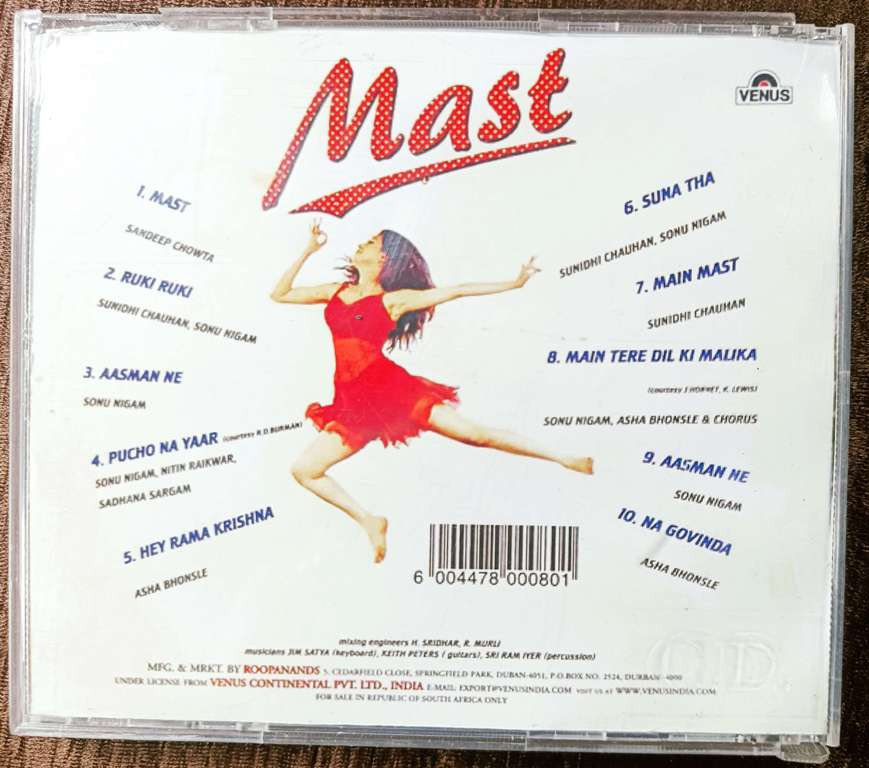 Mast
VENUS
1. MAST
SANDEEP CHOWTA
2. RUKI RUKI
SUNIDHI CHAUHAN, SONU NIGAM
3. AASMAN NE
SONU NIGAM
4. PUCHO NA YAAR (courtesy R.D.BURMAN)
SONU NIGAM, NITIN RAIKWAR,
SADHANA SARGAM
5. HEY RAMA KRISHNA
ASHA BHONSLE
6. SUNA THA
SUNIDHI CHAUHAN, SONU NIGAM
7. MAIN MAST
SUNIDHI CHAUHAN
8. MAIN TERE DIL KI MALIKA
(courtesy J.HORNET, K. LEWIS)
SONU NIGAM, ASHA BHONSLE & CHORUS
9. AASMAN NE
SONU NIGAM
10. NA GOVINDA
ASHA BHONSLE
6 004478 000801
mixing engineers H. SRIDHAR, R. MURLI
musicians JIM SATYA (keyboard), KEITH PETERS ( guitars), SRI RAM IYER (percussion)
MFG. & MRKT. BY ROOPANANDS 5, CEDARFIELD CLOSE, SPRINGFIELD PARK, DUBAN-4051, P.O BOX NO. 2524, DURBAN- 4000
UNDER LICENSE FROM VENUS CONTINENTAL PVT. LTD., INDIA E-MAIL: EXPORT@VENUSINDIA.COM VISIT US AT WWW.VENUSINDIA.COM
FOR SALE IN REPUBLIC OF SOUTH AFRICA ONLY